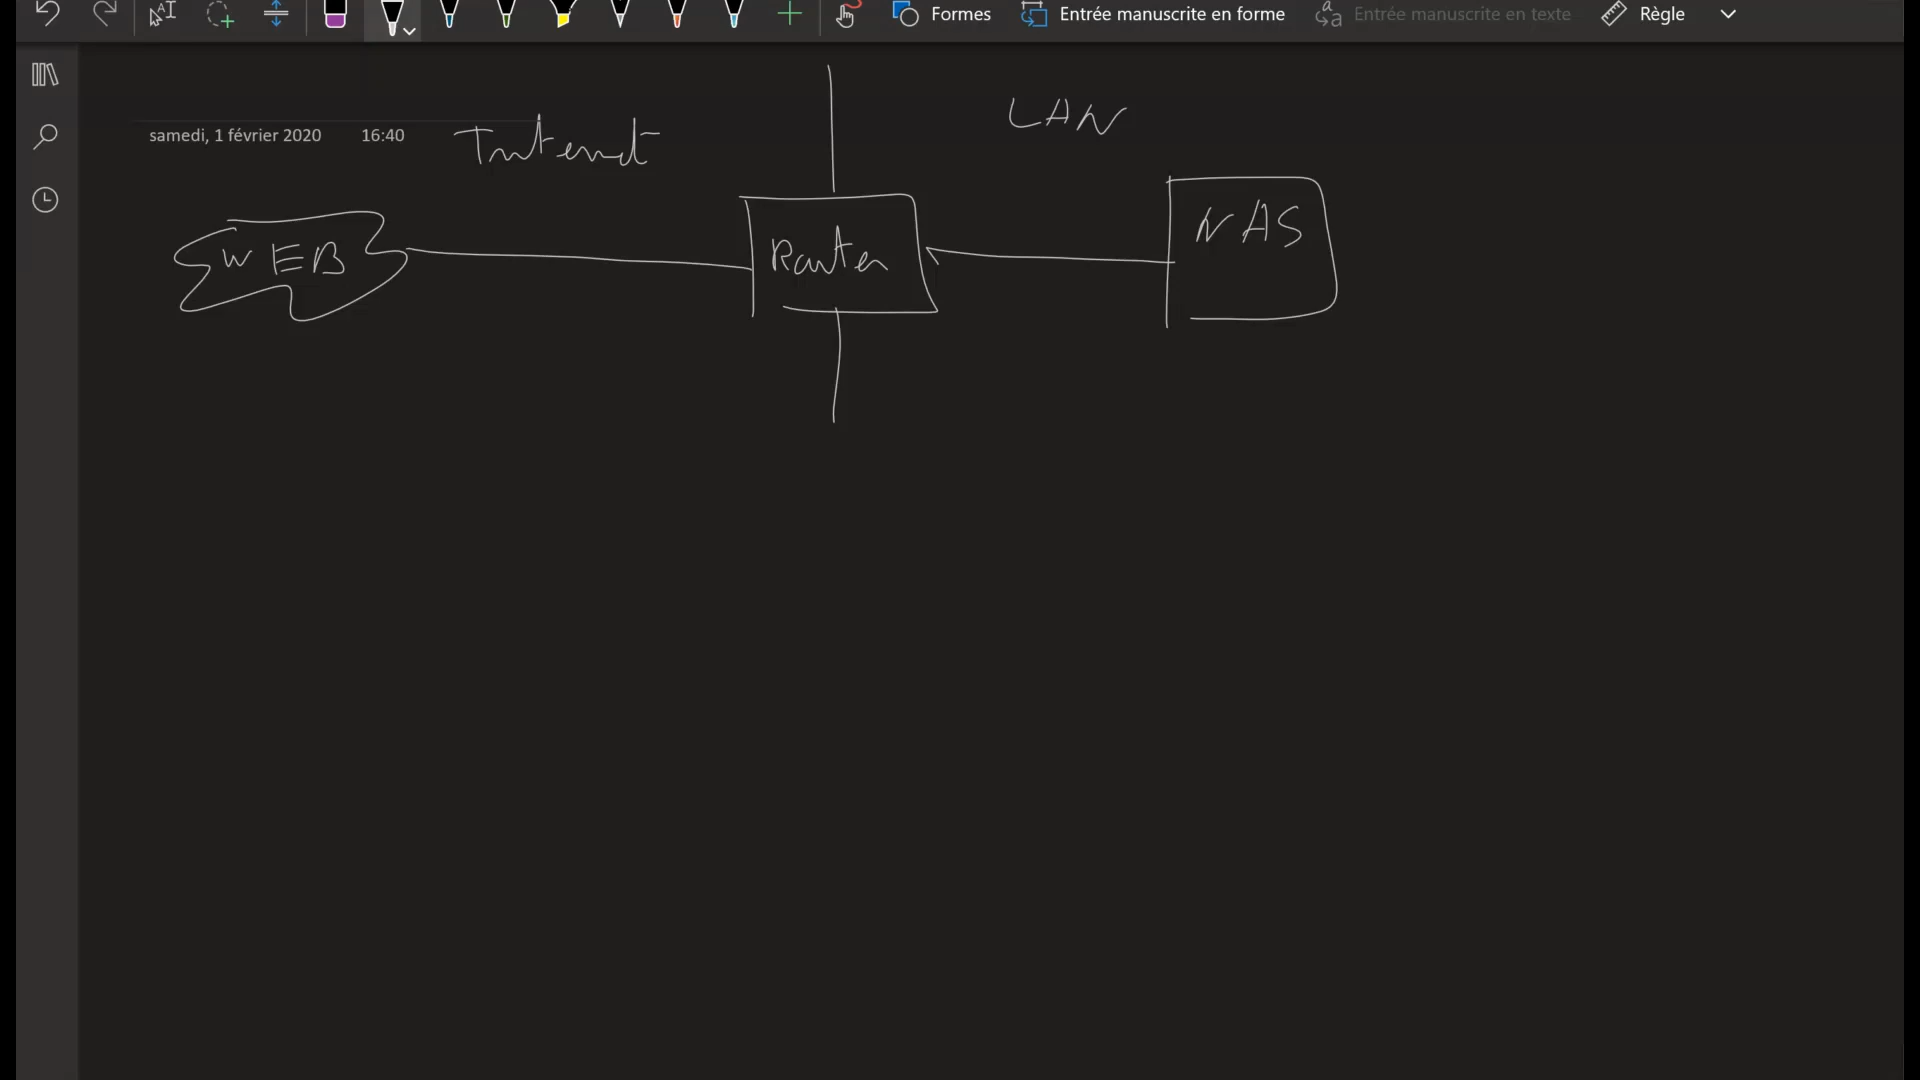 Formes
Entrée manuscrite en forme
Entrée manuscrite en texte
Règle
samedi, 1 février 2020 16:40
Internet
LAN
WEB
Router
NAS